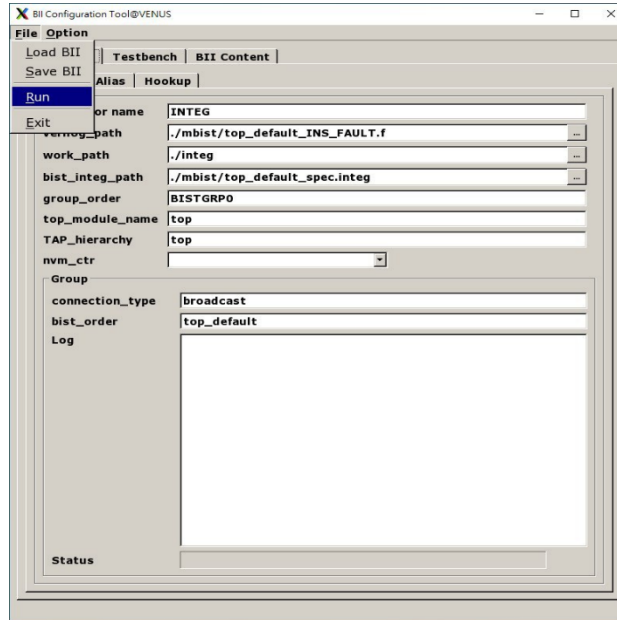 BII Configuration Tool@VENUS
File Option
Load BII
Save BII
Run
Exit
Testbench
BII Content
Alias
Hookup
or name
INTEG
verilog_path
./mbist/top_default_INS_FAULT.f
...
work_path
./integ
...
bist_integ_path
./mbist/top_default_spec.integ
...
group_order
BISTGRP0
top_module_name
top
TAP_hierarchy
top
nvm_ctr
Group
connection_type
broadcast
bist_order
top_default
Log
Status